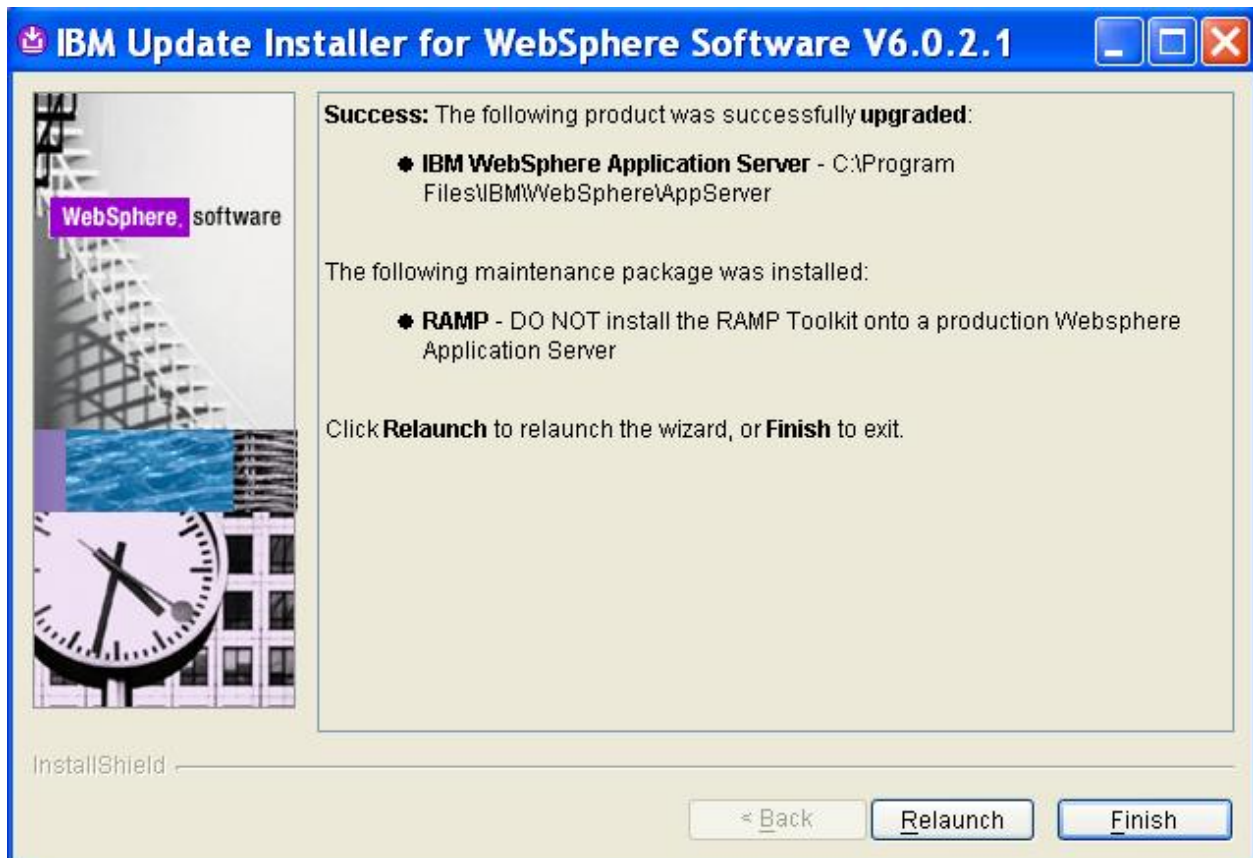 IBM Update Installer for WebSphere Software V6.0.2.1
WebSphere. software
Success: The following product was successfully upgraded:
IBM WebSphere Application Server - C:\Program
Files\IBM\WebSphere\AppServer
The following maintenance package was installed:
RAMP - DO NOT install the RAMP Toolkit onto a production Websphere
Application Server
Click Relaunch to relaunch the wizard, or Finish to exit.
InstallShield
< Back
Relaunch
Finish